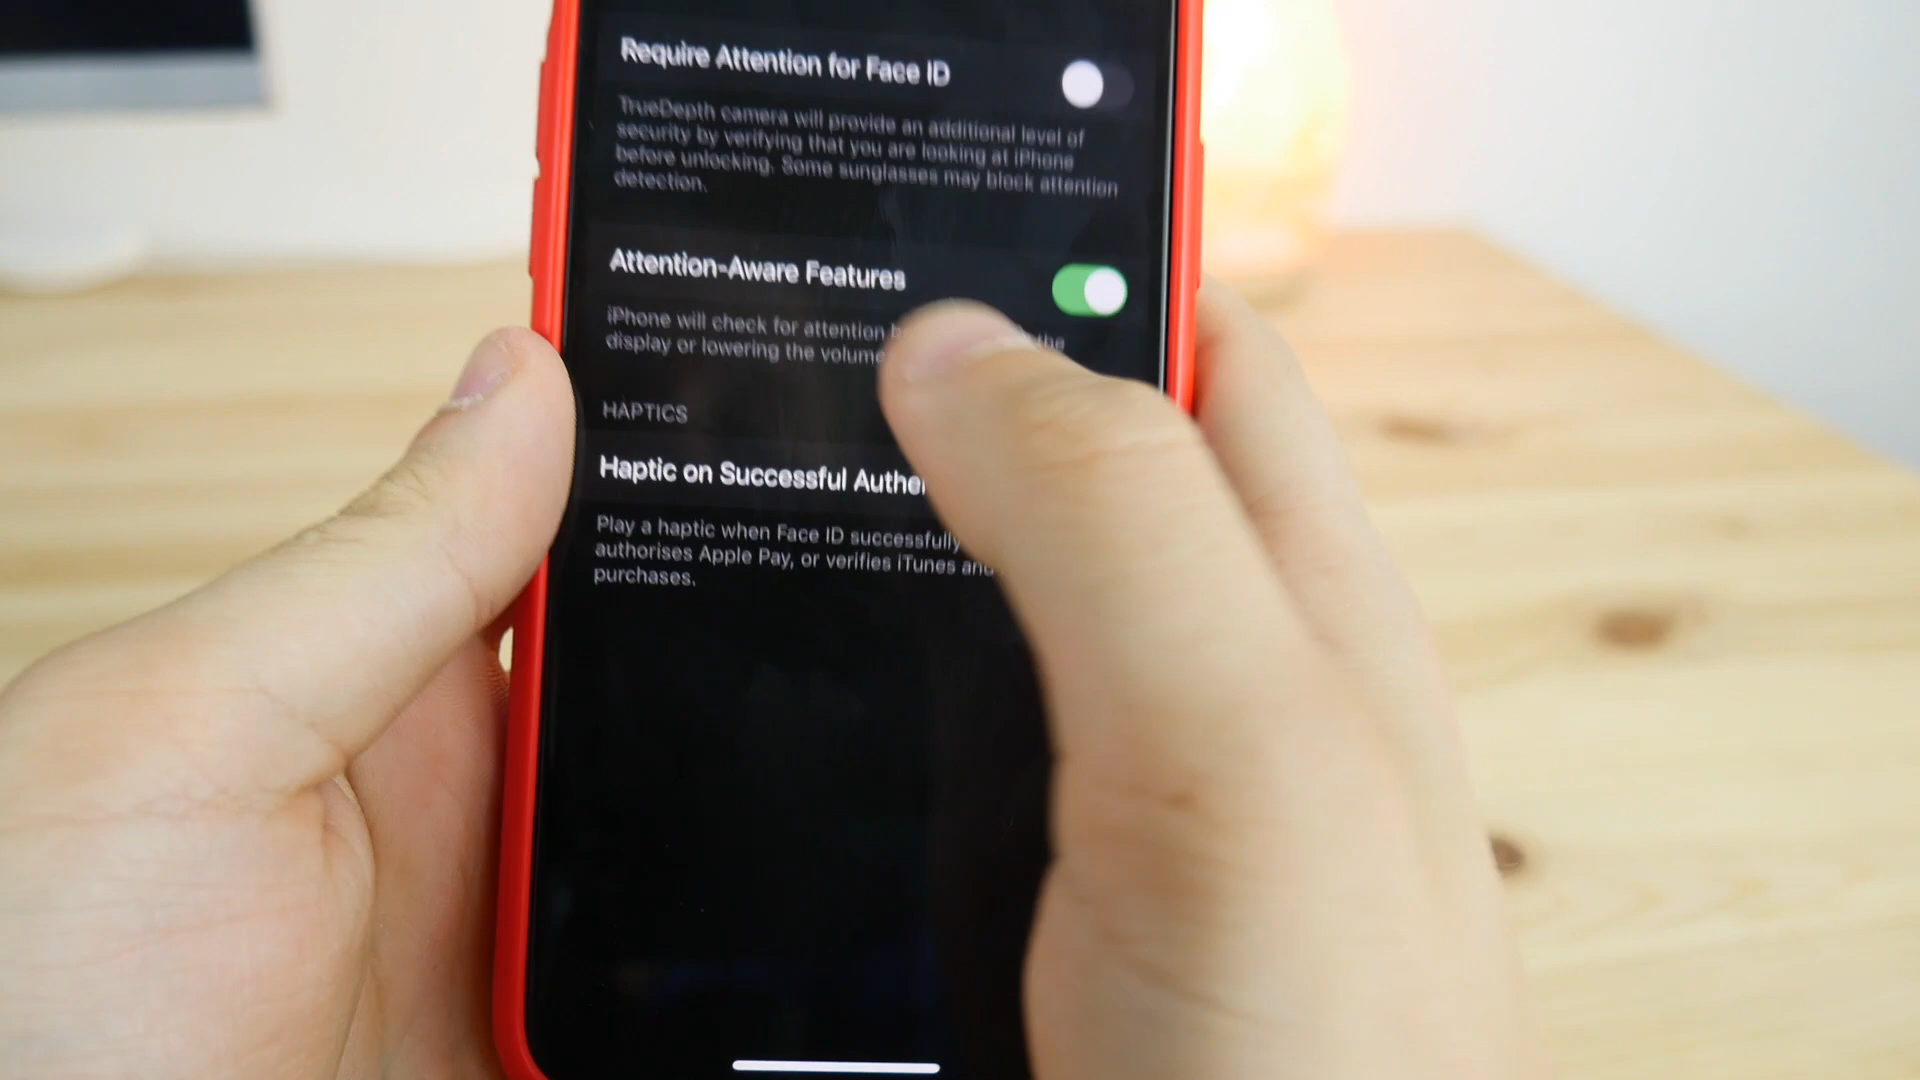 Require Attention for Face ID
TrueDepth camera will provide an additional level of
security by verifying that you are looking at iPhone
before unlocking. Some sunglasses may block attention
detection.
Attention-Aware Features
iPhone will check for attention the
display or lowering the volume
HAPTICS
Haptic on Successful
Play a haptic when Face ID successfully
authorises Apple Pay, or verifies iTunes and
purchases.